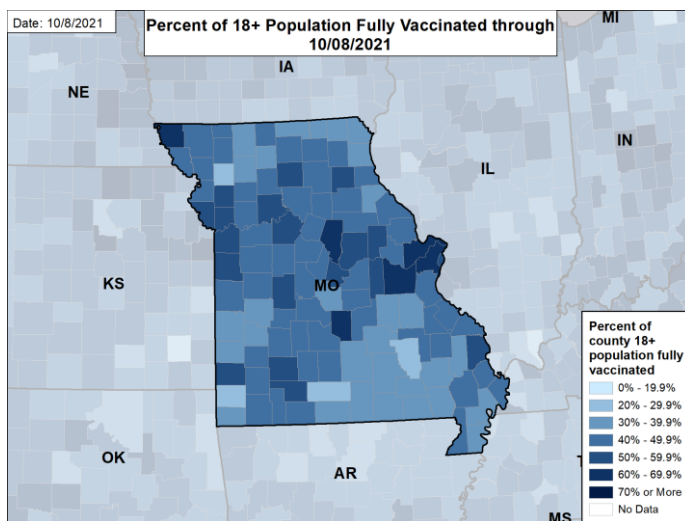 Date: 10/8/2021
Percent of 18+ Population Fully Vaccinated through
10/08/2021
MI
IA
NE
IN
IL
KS
MO
OK
AR
MS
Percent of
county 18+
population fully
vaccinated
0% - 19.9%
20% - 29.9%
30% - 39.9%
40% - 49.9%
50% - 59.9%
60% - 69.9%
70% or More
No Data